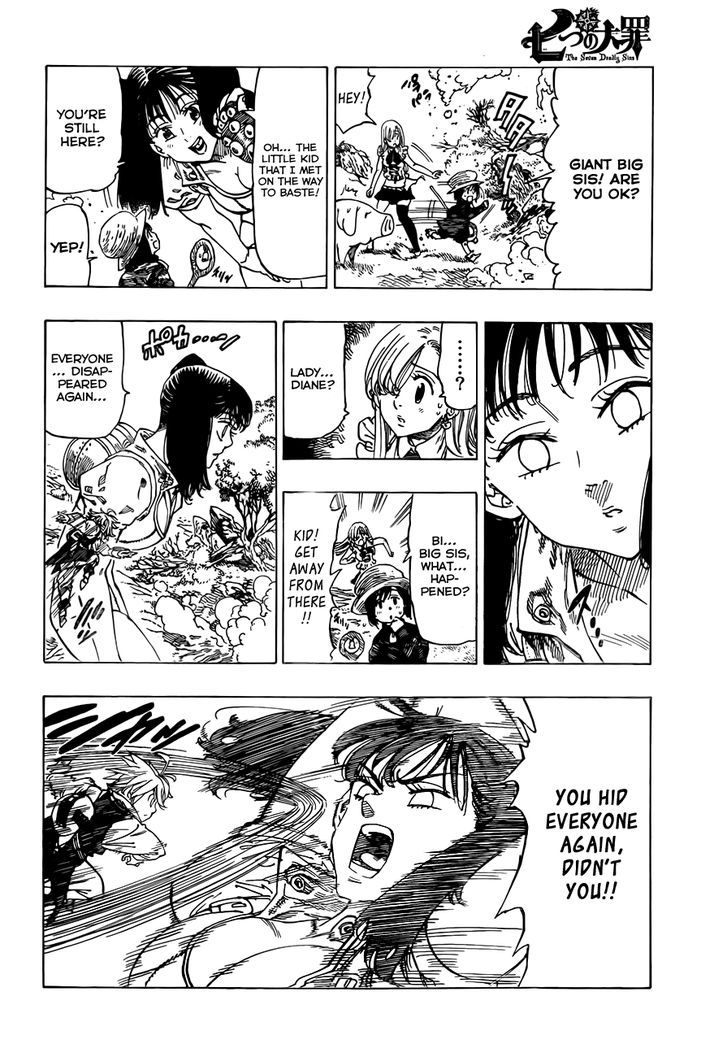 七つの大罪
The Seven Deadly Sins
GIANT BIG
SIS! ARE
YOU OK?
HEY!
OH... THE
LITTLE KID
THAT I MET
ON THE WAY
TO BASTE!
YOU'RE
STILL
HERE?
YEP!
......?
LADY...
DIANE?
BI...
BIG SIS,
WHAT...
HAP-
PENED?
KID!
GET
AWAY
FROM
THERE
!!
EVERYONE
... DISAP-
PEARED
AGAIN...
YOU HID
EVERYONE
AGAIN,
DIDN'T
YOU!!